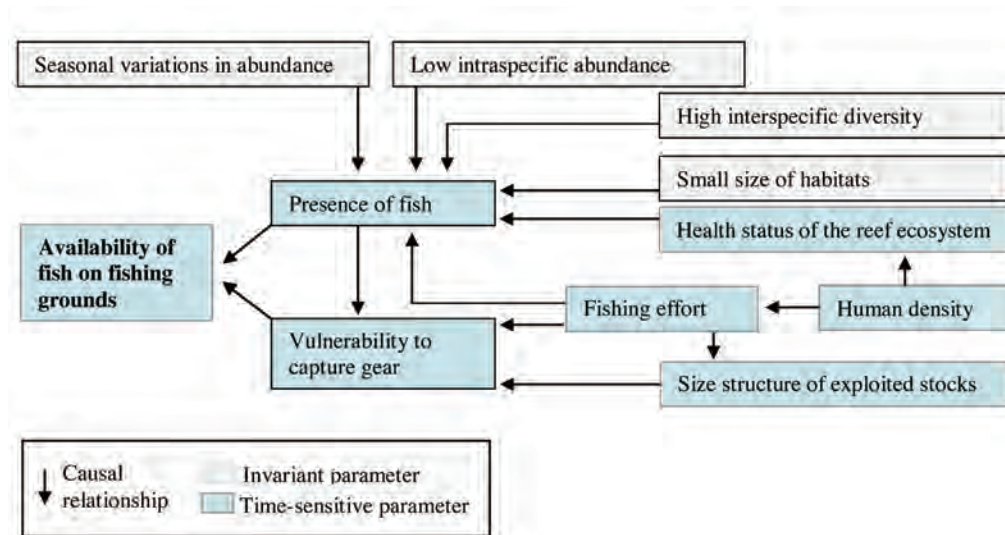 Seasonal variations in abundance
Low intraspecific abundance
High interspecific diversity
Small size of habitats
Presence of fish
Health status of the reef ecosystem
Availability of
fish on fishing
grounds
Fishing effort
Human density
Vulnerability to
capture gear
Size structure of exploited stocks
Causal
relationship
Invariant parameter
Time-sensitive parameter